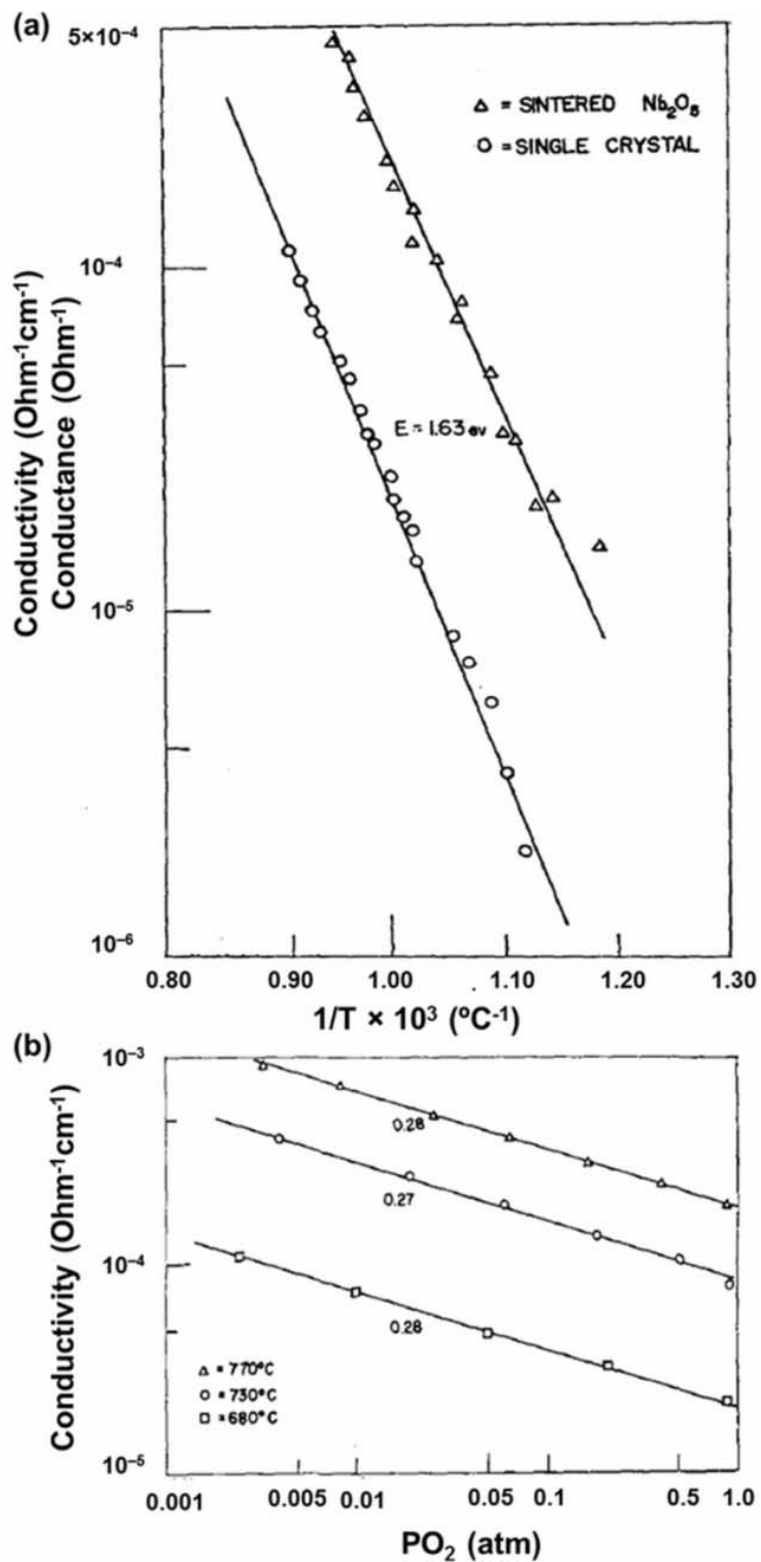 (a)
5×10⁻⁴
△ = SINTERED Nb₂O₅
○ = SINGLE CRYSTAL
10⁻⁴
Conductivity (Ohm⁻¹cm⁻¹)
Conductance (Ohm⁻¹)
E = 1.63 ev
10⁻⁵
10⁻⁶
0.80 0.90 1.00 1.10 1.20 1.30
1/T × 10³ (ºC⁻¹)
(b)
10⁻³
0.28
0.27
Conductivity (Ohm⁻¹cm⁻¹)
10⁻⁴
0.28
△ = 770°C
○ = 730°C
□ = 680°C
10⁻⁵
0.001 0.005 0.01 0.05 0.1 0.5 1.0
PO₂ (atm)